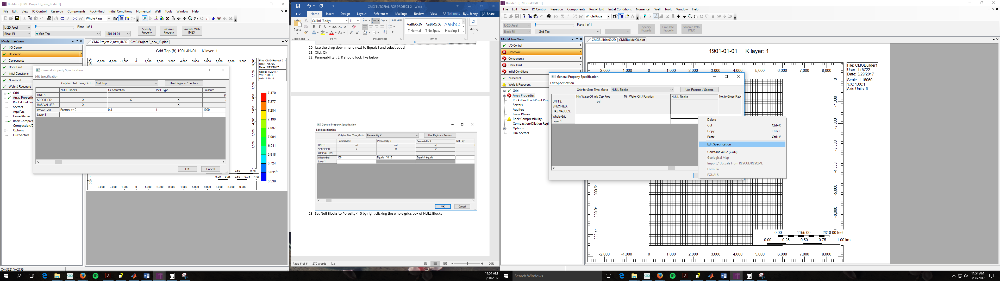 Builder - [CMG Project 2_new_JR.dat:1]
File Edit View IO Control Reservoir Components Rock-Fluid Initial Conditions Numerical Well Tools Window Help
Whole Page
IJ-2D Areal
Plane 1 of 1
Block Fill
Grid Top
1901-01-01
Specify Property
Calculate Property
Validate With IMEX
Model Tree View
I/O Control
Reservoir
Components
Rock-Fluid
Initial Conditions
Numerical
Wells & Recurrent
Grid
Array Propertie
Rock-Fluid End
Sectors
Aquifers
Lease Planes
Rock Compres
Compaction/D
Options
Flux Sectors
CMG Project 2_new_JR.2D CMG Project 2_new_JR.plot
Grid Top (ft) 1901-01-01 K layer: 1
-3,000 -2,000 -1,000 0 1,000 2,000 3,000 4,000 5,000 6,000 7,000 8,000 9,000
File: CMG Project 2_n
User: hr5722
Date: 3/29/2017
Scale: 1:22417
Y/X: 1.00:1
Axis Units: ft
General Property Specification
Edit Specification
Only for Start Time, Go to Grid Top Use Regions / Sectors
NULL Blocks Oil Saturation PVT Type Pressure
UNITS: p
SPECIFIED: X X X
HAS VALUES: X X
Whole Grid Porosity <= 0 0.8 1 1000
Layer 1
OK Cancel
7,470
7,377
7,284
7,190
7,097
7,004
6,911
6,818
6,724
6,631
6,538
9,000
8,000
7,000
6,000
5,000
4,000
3,000
2,000
-1,000
0.50 0.75
0.00 0.25 0.50 0.75 1.0
-3,000 -2,000 -1,000 0 1,000 2,000 3,000 4,000 5,000 6,000 7,000 8,000 9,000
X=-3221 Y=2759
CMG TUTORIAL FOR PROJECT 2 - Word
File Home Insert Design Layout References Mailings Review View Tell me... Ryu, Jenny Share
Paste
Calibri (Body) 11
AaBbCcDc AaBbCcDc AaBbCc
¶ Normal ¶ No Spac... Heading 1
Editing
Clipboard Font Paragraph Styles
20. Use the drop down menu next to Equals I and select equal
21. Click Ok
22. Permeability I, J, K should look like below
General Property Specification
Edit Specification
Only for Start Time, Go to Permeability K Use Regions / Sectors
Permeability I Permeability J Permeability K Net Pay
UNITS: md md md
SPECIFIED: X X X
HAS VALUES:
Whole Grid 100 Equals I * 0.15 Equals I (equal)
Layer 1
OK Cancel
23. Set Null Blocks to Porosity <=0 by right clicking the whole grids box of NULL Blocks
Page 6 of 6 270 words
100%
11:54 AM
3/30/2017
Builder - [CMGBuilder00:1]
File Edit View IO Control Reservoir Components Rock-Fluid Initial Conditions Numerical Well Tools Window Help
Whole Page
IJ-2D Areal
Plane 1 of 1
Block Fill
Grid Top
Specify Property
Calculate Property
Validate With IMEX
Model Tree View
I/O Control
Reservoir
Components
Rock-Fluid
Initial Conditions
Numerical
Wells & Recurrent
Grid
Array Properties
Rock-Fluid End-Point Prop
Sectors
Aquifers
Lease Planes
Rock Compressibility.
Compaction/Dilation Regi
Options
Flux Sectors
CMGBuilder00.2D CMGBuilder00.plot
1901-01-01 K layer: 1
-2,000 -1,000 0 1,000 2,000 3,000 4,000 5,000 6,000 7,000 8,000
File: CMGBuilder1
User: hr5722
Date: 3/29/2017
Scale: 1:18060
Y/X: 1.00:1
Axis Units: ft
General Property Specification
Edit Specification
Only for Start Time, Go to NULL Blocks Use Regions / Sectors
Min Water-Oil Imb Cap Pres Min Water-Oil J Function NULL Blocks Net to Gross Ratio
UNITS: psi
SPECIFIED:
HAS VALUES:
Whole Grid
Layer 1
Delete
Cut Ctrl+X
Copy Ctrl+C
Paste Ctrl+V
Edit Specification
Constant Value (CON)
Geological Map
Import / Upscale From RESCUE/RESQML
Formula
EQUALSI
0
-1,000
-2,000
-3,000
-4,000
-5,000
-6,000
-7,000
-5,000
-6,000
-7,000
0.00 1155.00 2310.00 feet
0.00 0.25 0.50 0.75 1.00 km
-2,000 -1,000 0 1,000 2,000 3,000 4,000 5,000 6,000 7,000 8,000
Search Windows
11:54 AM
3/30/2017